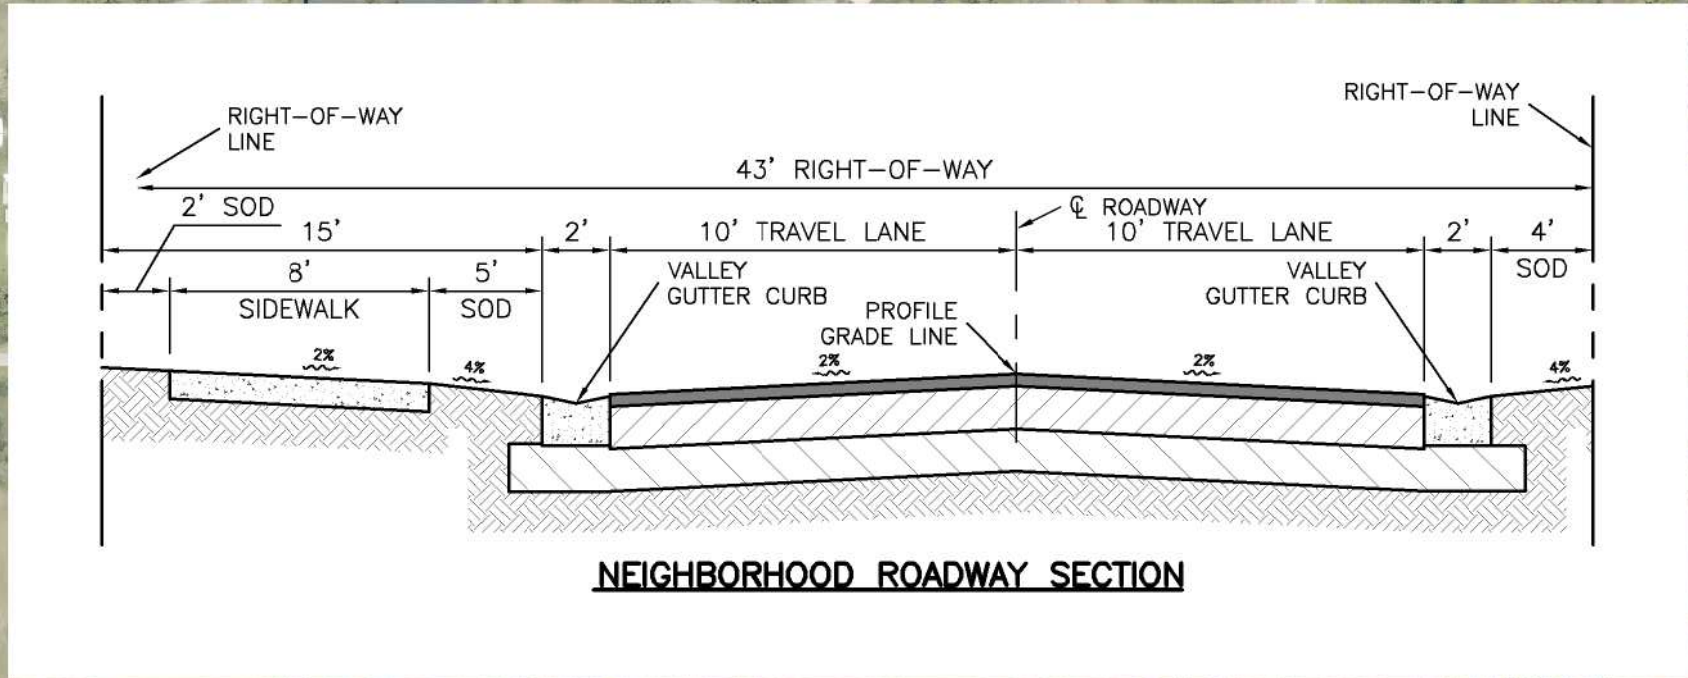 RIGHT-OF-WAY
LINE
RIGHT-OF-WAY
LINE
43' RIGHT-OF-WAY
2' SOD
℄ ROADWAY
15'
2'
10' TRAVEL LANE
10' TRAVEL LANE
2'
4'
SOD
8'
SIDEWALK
5'
SOD
VALLEY
GUTTER CURB
VALLEY
GUTTER CURB
PROFILE
GRADE LINE
2%
4%
2%
2%
4%
NEIGHBORHOOD ROADWAY SECTION